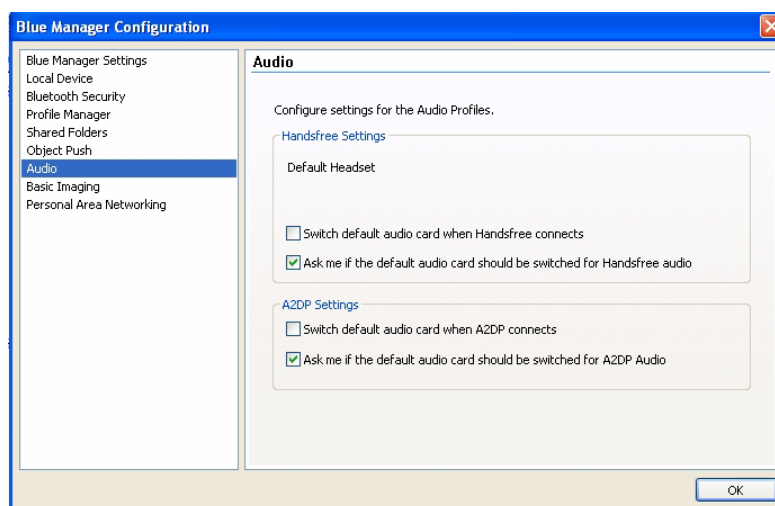 Blue Manager Configuration
Blue Manager Settings
Local Device
Bluetooth Security
Profile Manager
Shared Folders
Object Push
Audio
Basic Imaging
Personal Area Networking
Audio
Configure settings for the Audio Profiles.
Handsfree Settings
Default Headset
Switch default audio card when Handsfree connects
Ask me if the default audio card should be switched for Handsfree audio
A2DP Settings
Switch default audio card when A2DP connects
Ask me if the default audio card should be switched for A2DP Audio
OK